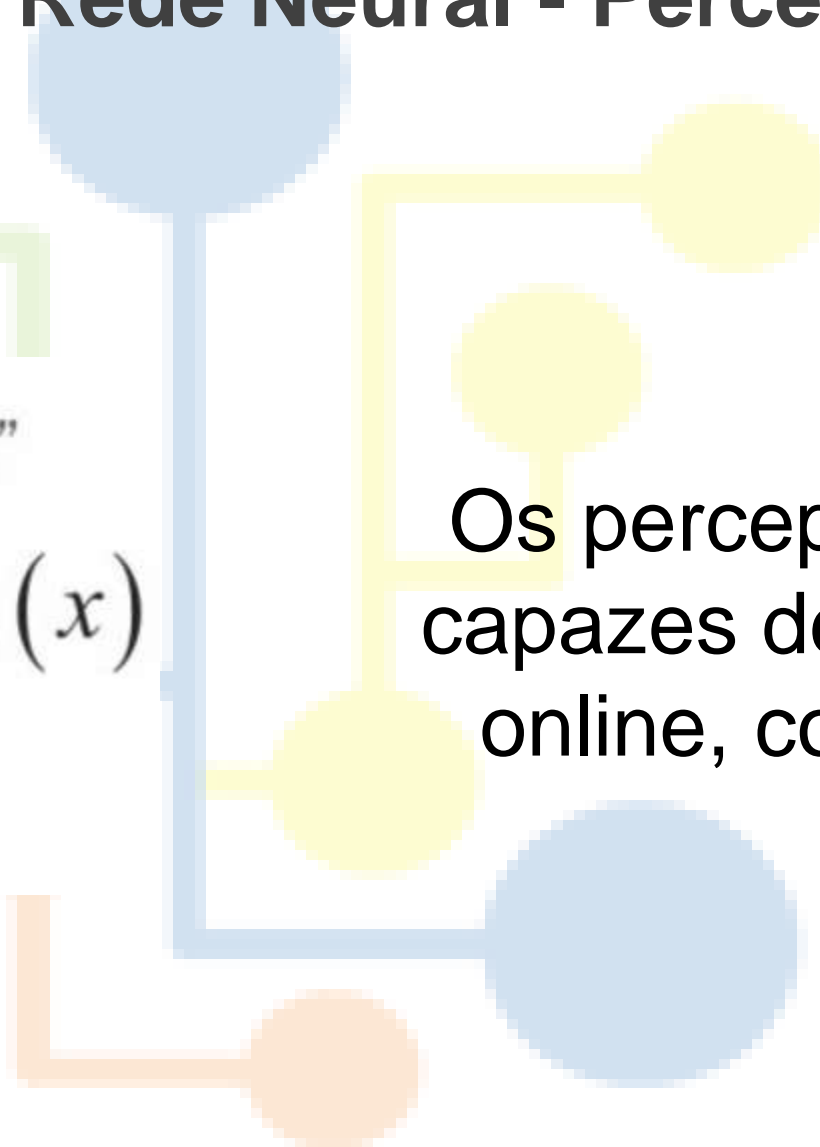 Rede Neural - Perce
”
(x)
Os percep
capazes de
online, co